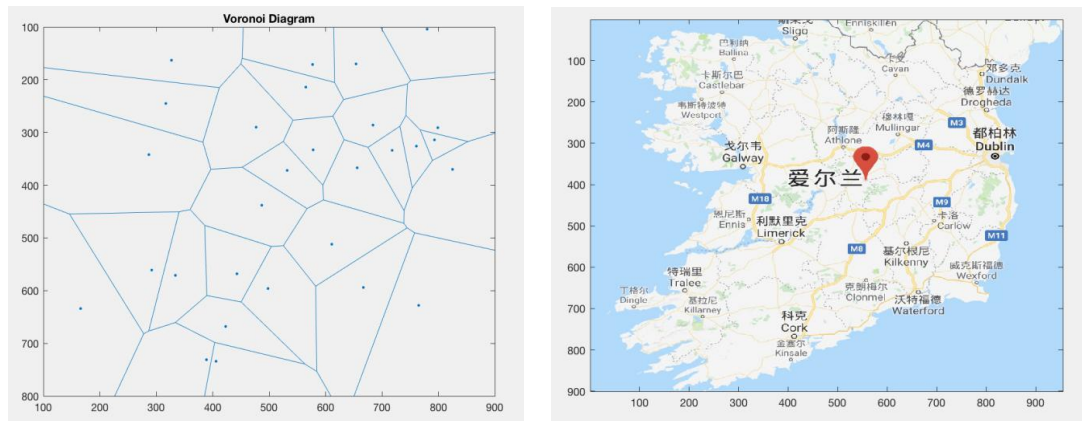 Voronoi Diagram
100
200
300
400
500
600
700
800
100 200 300 400 500 600 700 800 900
Sligo
Enniskillen
巴利纳
Ballina
卡斯尔巴
Castlebar
韦斯特波特
Westport
卡文
Cavan
邓多克
Dundalk
德罗赫达
Drogheda
穆林嘎
Mullingar
阿斯隆
Athlone
M3
都柏林
Dublin
M4
戈尔韦
Galway
爱尔兰
M18
M9
恩尼斯
Ennis
利默里克
Limerick
卡洛
Carlow
M11
M8
基尔根尼
Kilkenny
威克斯福德
Wexford
特瑞里
Tralee
丁格尔
Dingle
基拉尼
Killarney
克朗梅尔
Clonmel
沃特福德
Waterford
科克
Cork
金塞尔
Kinsale
100
200
300
400
500
600
700
800
900
100 200 300 400 500 600 700 800 900